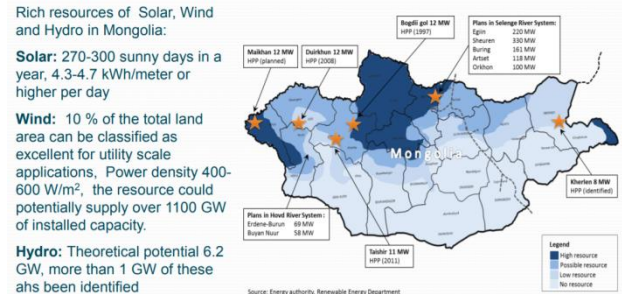 Rich resources of Solar, Wind
and Hydro in Mongolia:
Solar: 270-300 sunny days in a
year, 4.3-4.7 kWh/meter or
higher per day
Wind: 10 % of the total land
area can be classified as
excellent for utility scale
applications, Power density 400-
600 W/m², the resource could
potentially supply over 1100 GW
of installed capacity.
Hydro: Theoretical potential 6.2
GW, more than 1 GW of these
ahs been identified
Maikhan 12 MW
HPP (planned)
Durkhun 12 MW
HPP (2008)
Bogdii gol 12 MW
HPP (1997)
Plans in Selenge River System:
Egiin 220 MW
Sheuren 330 MW
Buring 161 MW
Artset 118 MW
Orkhon 100 MW
Mongolia
Kherlen 8 MW
HPP (identified)
Plans in Hovd River System:
Erdene-Burun 69 MW
Buyan Nuur 58 MW
Taishir 11 MW
HPP (2011)
Legend
High resource
Possible resource
Low resource
No resource
Source: Energy authority, Renewable Energy Department